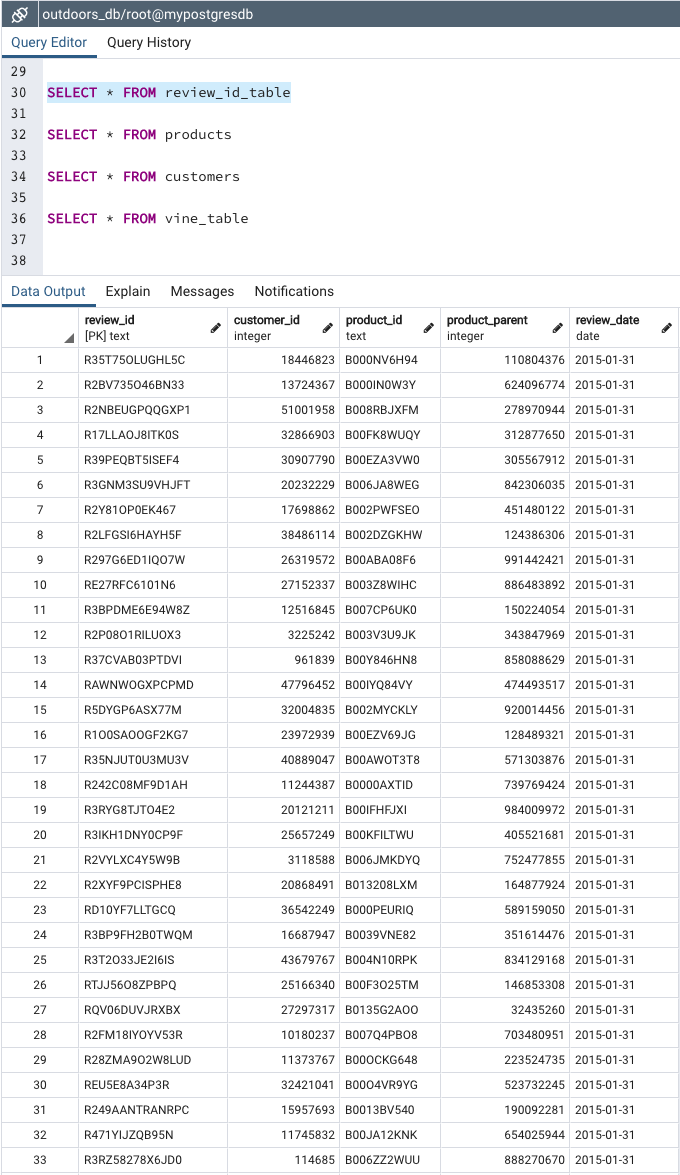 outdoors_db/root@mypostgresdb
Query Editor Query History
29
30 SELECT * FROM review_id_table
31
32 SELECT * FROM products
33
34 SELECT * FROM customers
35
36 SELECT * FROM vine_table
37
38
Data Output Explain Messages Notifications
review_id customer_id product_id product_parent review_date
[PK] text integer text integer date
1 R35T75OLUGHL5C 18446823 B000NV6H94 110804376 2015-01-31
2 R2BV735O46BN33 13724367 B000IN0W3Y 624096774 2015-01-31
3 R2NBEUGPQQGXP1 51001958 B008RBJXFM 278970944 2015-01-31
4 R17LLAOJ8ITK0S 32866903 B00FK8WUQY 312877650 2015-01-31
5 R39PEQBT5ISEF4 30907790 B00EZA3VW0 305567912 2015-01-31
6 R3GNM3SU9VHJFT 20232229 B006JA8WEG 842306035 2015-01-31
7 R2Y81OP0EK467 17698862 B002PWFSEO 451480122 2015-01-31
8 R2LFGSI6HAYH5F 38486114 B002DZGKHW 124386306 2015-01-31
9 R297G6ED1IQO7W 26319572 B00ABA08F6 991442421 2015-01-31
10 RE27RFC6101N6 27152337 B003Z8WIHC 886483892 2015-01-31
11 R3BPDME6E94W8Z 12516845 B007CP6UK0 150224054 2015-01-31
12 R2P08O1RILUOX3 3225242 B003V3U9JK 343847969 2015-01-31
13 R37CVAB03PTDVI 961839 B00Y846HN8 858088629 2015-01-31
14 RAWNWOGXPCPMD 47796452 B00IYQ84VY 474493517 2015-01-31
15 R5DYGP6ASX77M 32004835 B002MYCKLY 920014456 2015-01-31
16 R1O0SAOOGF2KG7 23972939 B00EZV69JG 128489321 2015-01-31
17 R35NJUT0U3MU3V 40889047 B00AWOT3T8 571303876 2015-01-31
18 R242C08MF9D1AH 11244387 B0000AXTID 739769424 2015-01-31
19 R3RYG8TJTO4E2 20121211 B00IFHFJXI 984009972 2015-01-31
20 R3IKH1DNY0CP9F 25657249 B00KFILTWU 405521681 2015-01-31
21 R2VYLXC4Y5W9B 3118588 B006JMKDYQ 752477855 2015-01-31
22 R2XYF9PCISPHE8 20868491 B013208LXM 164877924 2015-01-31
23 RD10YF7LLTGCQ 36542249 B000PEURIQ 589159050 2015-01-31
24 R3BP9FH2B0TWQM 16687947 B0039VNE82 351614476 2015-01-31
25 R3T2O33JE2I6IS 43679767 B004N10RPK 834129168 2015-01-31
26 RTJJ56O8ZPBPQ 25166340 B00F3O25TM 146853308 2015-01-31
27 RQV06DUVJRXBX 27297317 B0135G2AOO 32435260 2015-01-31
28 R2FM18IYOYV53R 10180237 B007Q4PBO8 703480951 2015-01-31
29 R28ZMA9O2W8LUD 11373767 B00OCKG648 223524735 2015-01-31
30 REU5E8A34P3R 32421041 B00O4VR9YG 523732245 2015-01-31
31 R249AANTRANRPC 15957693 B0013BV540 190092281 2015-01-31
32 R471YIJZQB95N 11745832 B00JA12KNK 654025944 2015-01-31
33 R3RZ58278X6JD0 114685 B006ZZ2WUU 888270670 2015-01-31